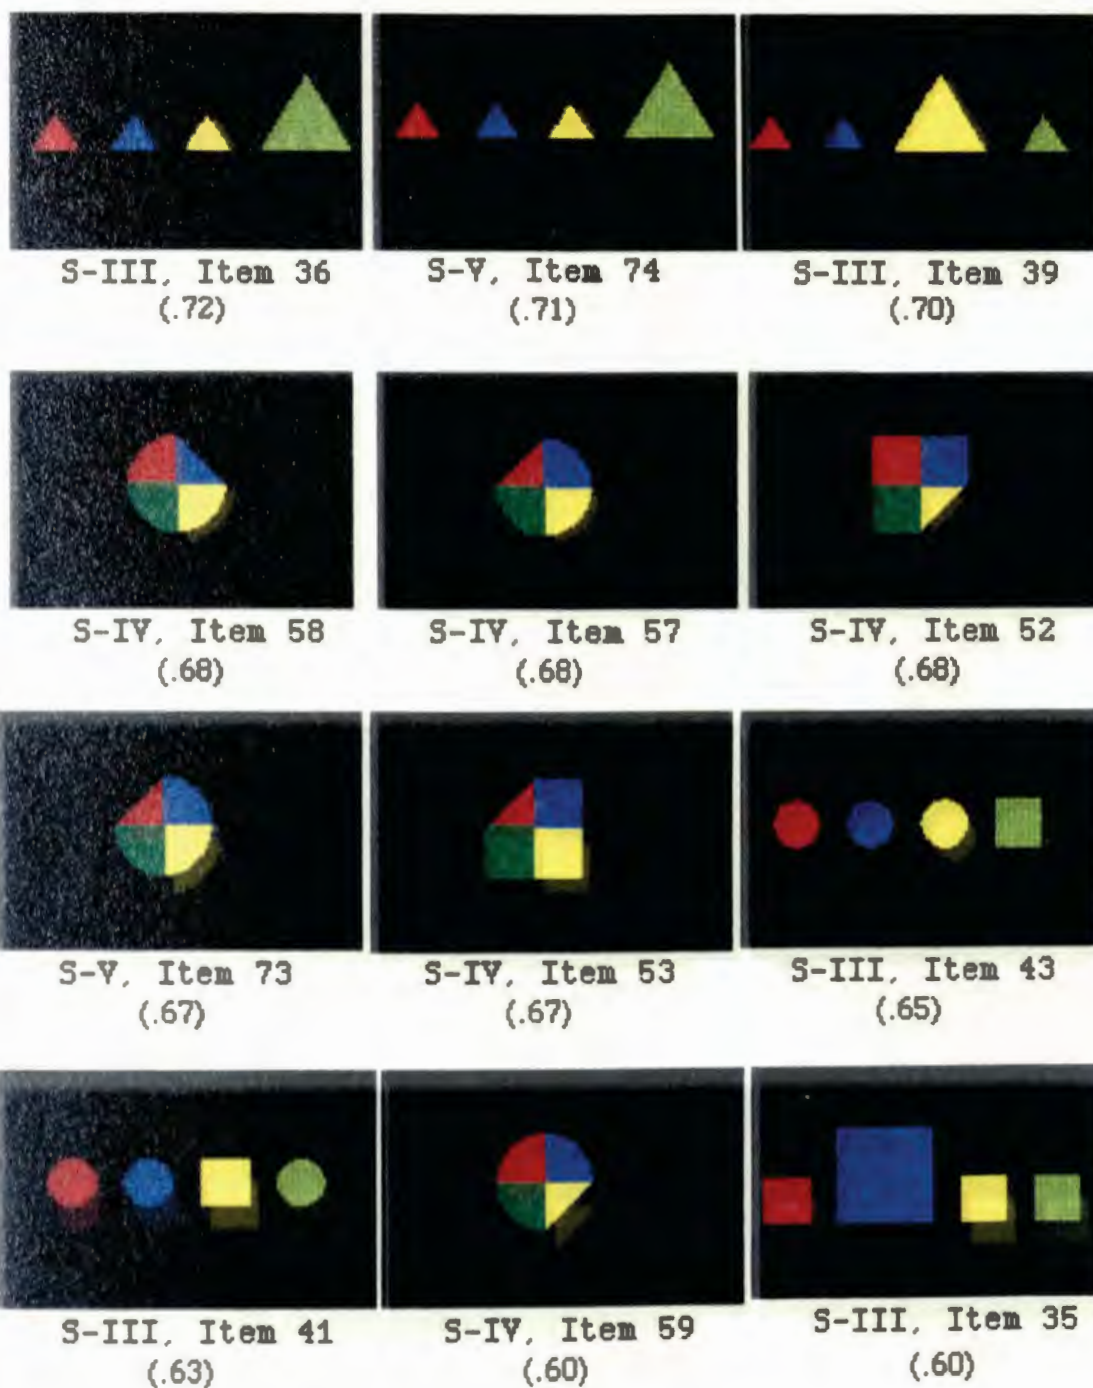 S-III, Item 36
(.72)
S-V, Item 74
(.71)
S-III, Item 39
(.70)
S-IV, Item 58
(.68)
S-IV, Item 57
(.68)
S-IV, Item 52
(.68)
S-V, Item 73
(.67)
S-IV, Item 53
(.67)
S-III, Item 43
(.65)
S-III, Item 41
(.63)
S-IV, Item 59
(.60)
S-III, Item 35
(.60)